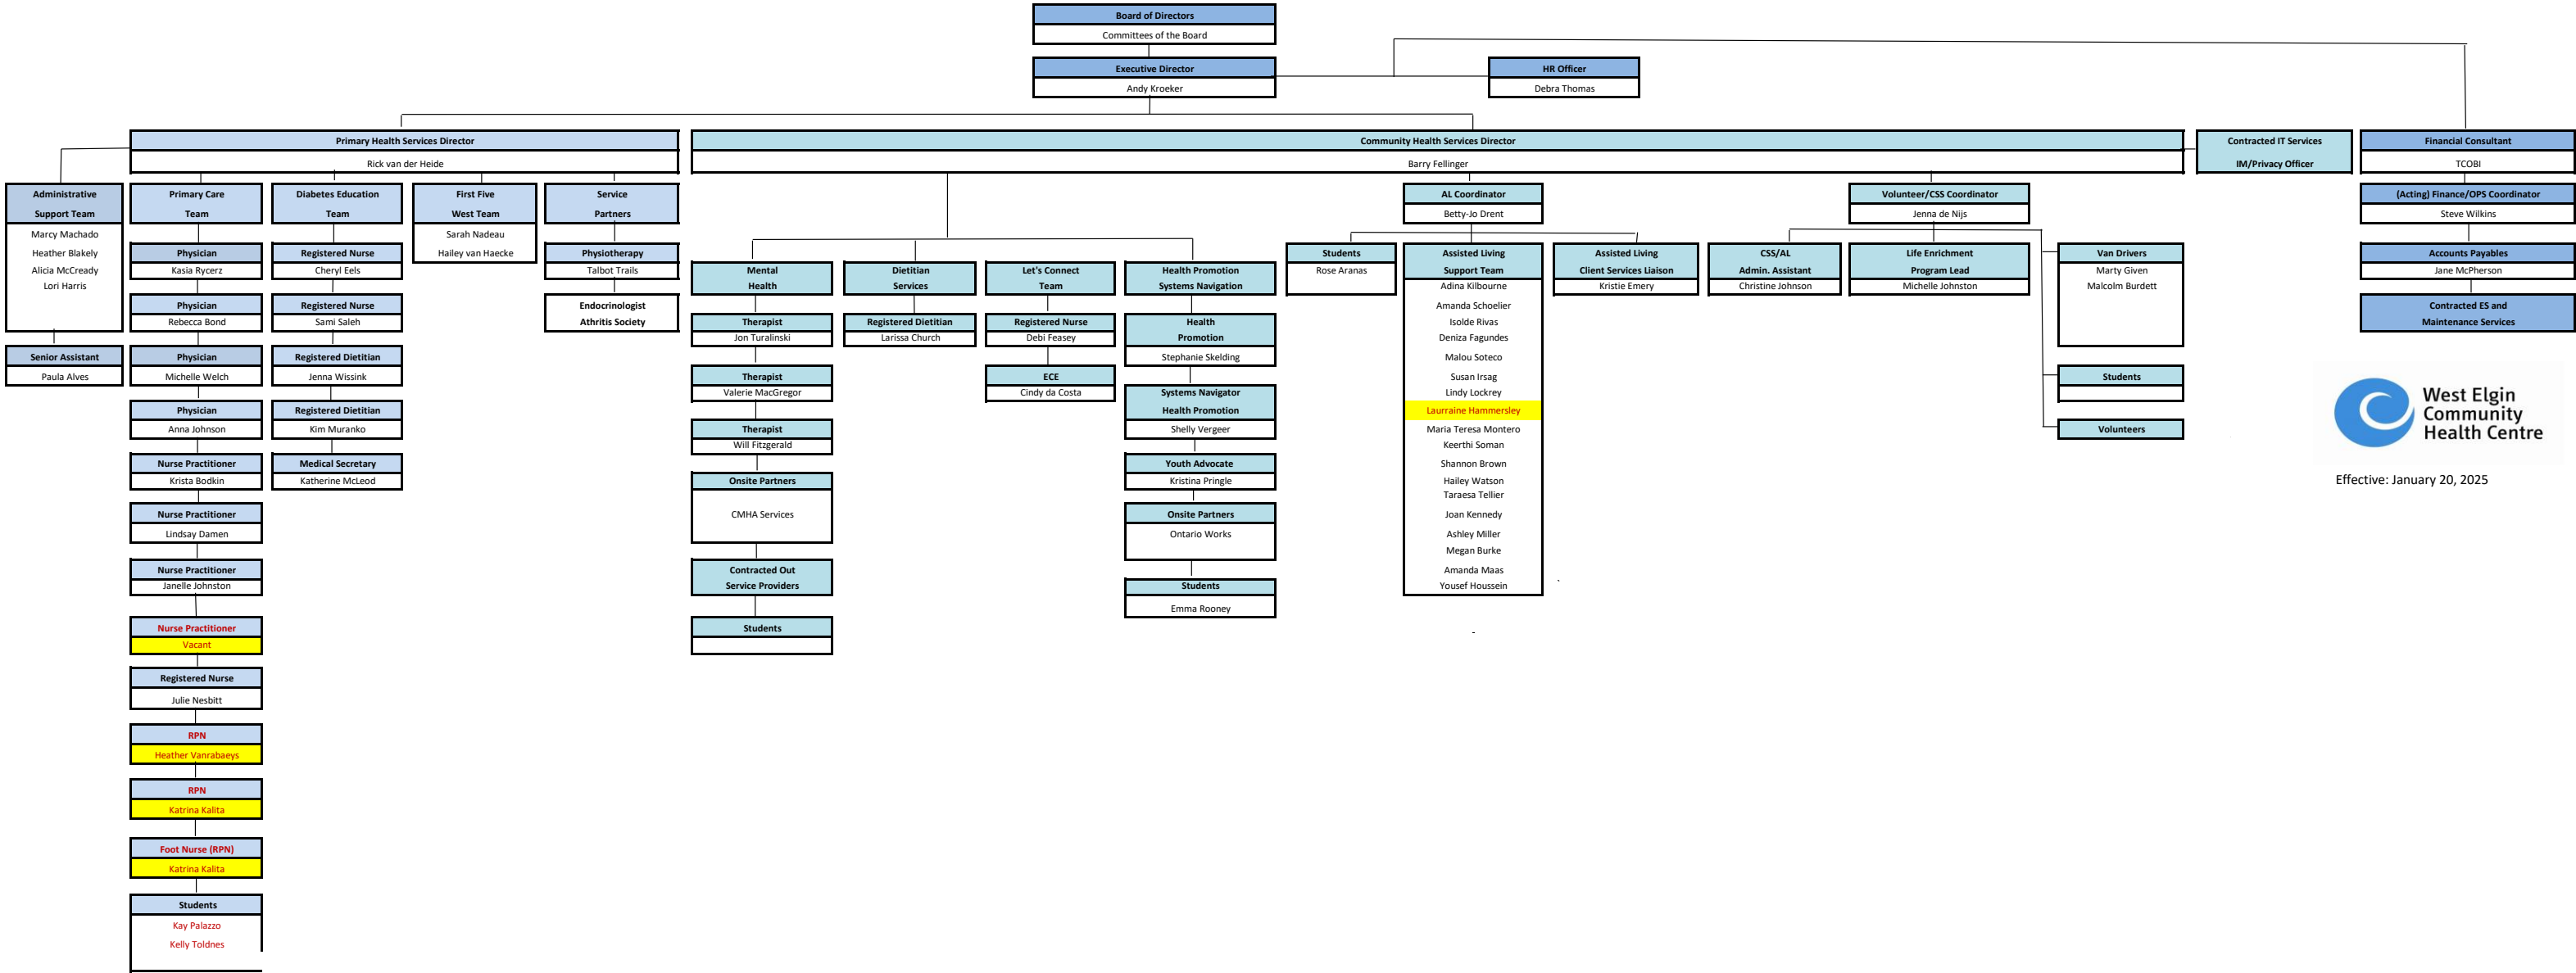 Board of Directors
Committees of the Board
Executive Director
Andy Kroeker
HR Officer
Debra Thomas
Primary Health Services Director
Rick van der Heide
Community Health Services Director
Barry Fellinger
Contracted IT Services
IM/Privacy Officer
Financial Consultant
TCOBI
Administrative
Support Team
Marcy Machado
Heather Blakely
Alicia McCready
Lori Harris
Senior Assistant
Paula Alves
Primary Care
Team
Physician
Kasia Rycerz
Physician
Rebecca Bond
Physician
Michelle Welch
Physician
Anna Johnson
Nurse Practitioner
Krista Bodkin
Nurse Practitioner
Lindsay Damen
Nurse Practitioner
Janelle Johnston
Nurse Practitioner
Vacant
Registered Nurse
Julie Nesbitt
RPN
Heather Vanrabaeys
RPN
Katrina Kalita
Foot Nurse (RPN)
Katrina Kalita
Students
Kay Palazzo
Kelly Toldnes
Diabetes Education
Team
Registered Nurse
Cheryl Eels
Registered Nurse
Sami Saleh
Registered Dietitian
Jenna Wissink
Registered Dietitian
Kim Muranko
Medical Secretary
Katherine McLeod
First Five
West Team
Sarah Nadeau
Hailey van Haecke
Service
Partners
Physiotherapy
Talbot Trails
Endocrinologist
Athritis Society
Mental
Health
Therapist
Jon Turalinski
Therapist
Valerie MacGregor
Therapist
Will Fitzgerald
Onsite Partners
CMHA Services
Contracted Out
Service Providers
Students
Dietitian
Services
Registered Dietitian
Larissa Church
Let's Connect
Team
Registered Nurse
Debi Feasey
ECE
Cindy da Costa
Health Promotion
Systems Navigation
Health
Promotion
Stephanie Skelding
Systems Navigator
Health Promotion
Shelly Vergeer
Youth Advocate
Kristina Pringle
Onsite Partners
Ontario Works
Students
Emma Rooney
AL Coordinator
Betty-Jo Drent
Students
Rose Aranas
Assisted Living
Support Team
Adina Kilbourne
Amanda Schoelier
Isolde Rivas
Deniza Fagundes
Malou Soteco
Susan Irsag
Lindy Lockrey
Laurraine Hammersley
Maria Teresa Montero
Keerthi Soman
Shannon Brown
Hailey Watson
Taraesa Tellier
Joan Kennedy
Ashley Miller
Megan Burke
Amanda Maas
Yousef Houssein
Assisted Living
Client Services Liaison
Kristie Emery
Volunteer/CSS Coordinator
Jenna de Nijs
CSS/AL
Admin. Assistant
Christine Johnson
Life Enrichment
Program Lead
Michelle Johnston
Van Drivers
Marty Given
Malcolm Burdett
Students
Volunteers
(Acting) Finance/OPS Coordinator
Steve Wilkins
Accounts Payables
Jane McPherson
Contracted ES and
Maintenance Services
West Elgin
Community
Health Centre
Effective: January 20, 2025